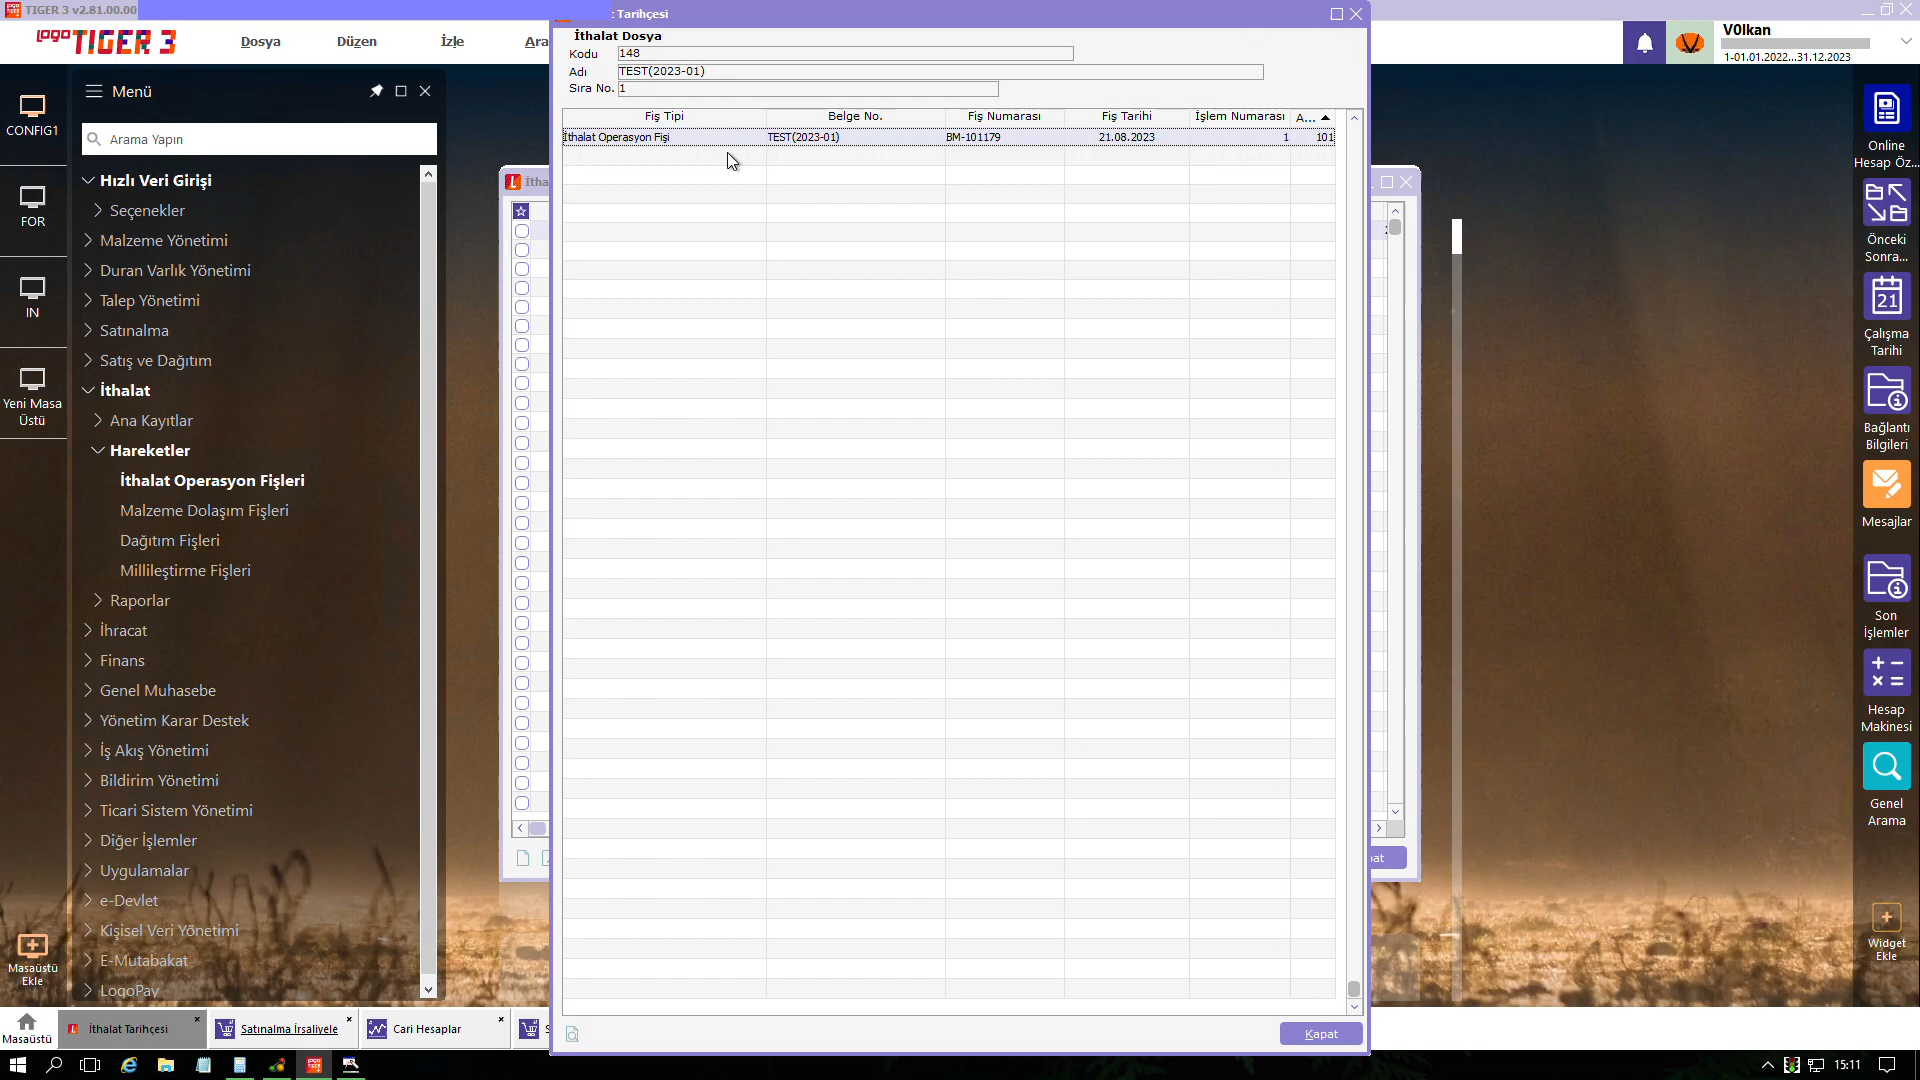 TIGER 3 v2.81.00.00
LOGO TIGER 3
Dosya
Düzen
İzle
Ara
V0lkan
1-01.01.2022...31.12.2023
CONFIG1
FOR
IN
Yeni Masa
Üstü
Masaüstü
Ekle
Menü
Arama Yapın
Hızlı Veri Girişi
Seçenekler
Malzeme Yönetimi
Duran Varlık Yönetimi
Talep Yönetimi
Satınalma
Satış ve Dağıtım
İthalat
Ana Kayıtlar
Hareketler
İthalat Operasyon Fişleri
Malzeme Dolaşım Fişleri
Dağıtım Fişleri
Millileştirme Fişleri
Raporlar
İhracat
Finans
Genel Muhasebe
Yönetim Karar Destek
İş Akış Yönetimi
Bildirim Yönetimi
Ticari Sistem Yönetimi
Diğer İşlemler
Uygulamalar
e-Devlet
Kişisel Veri Yönetimi
E-Mutabakat
LogoPay
İtha
pat
Tarihçesi
İthalat Dosya
Kodu 148
Adı TEST(2023-01)
Sıra No. 1
Fiş Tipi Belge No. Fiş Numarası Fiş Tarihi İşlem Numarası A...
İthalat Operasyon Fişi TEST(2023-01) BM-101179 21.08.2023 1 101
Kapat
Online
Hesap Öz...
Önceki
Sonra...
21
Çalışma
Tarihi
Bağlantı
Bilgileri
Mesajlar
Son
İşlemler
Hesap
Makinesi
Genel
Arama
Widget
Ekle
Masaüstü
İthalat Tarihçesi
Satınalma İrsaliyele
Cari Hesaplar
S
15:11